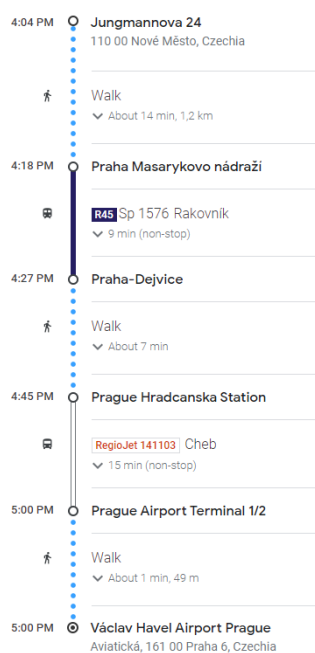 4:04 PM Jungmannova 24
110 00 Nové Město, Czechia
Walk
About 14 min, 1,2 km
4:18 PM Praha Masarykovo nádraží
R45 Sp 1576 Rakovník
9 min (non-stop)
4:27 PM Praha-Dejvice
Walk
About 7 min
4:45 PM Prague Hradcanska Station
RegioJet 141103 Cheb
15 min (non-stop)
5:00 PM Prague Airport Terminal 1/2
Walk
About 1 min, 49 m
5:00 PM Václav Havel Airport Prague
Aviatická, 161 00 Praha 6, Czechia